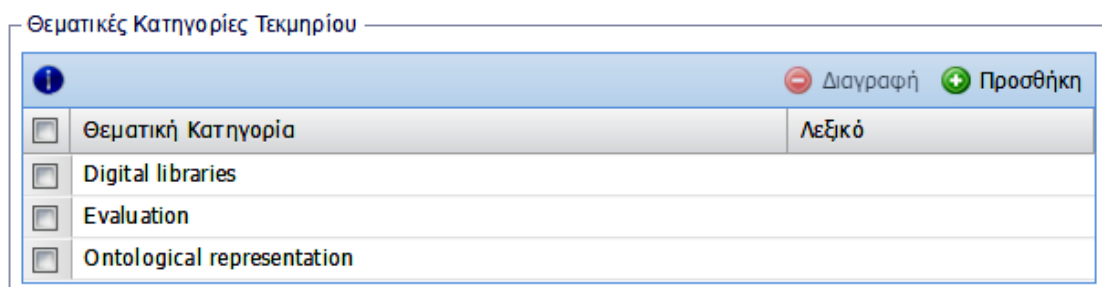 Θεματικές Κατηγορίες Τεκμηρίου
Διαγραφή Προσθήκη
Θεματική Κατηγορία Λεξικό
Digital libraries
Evaluation
Ontological representation